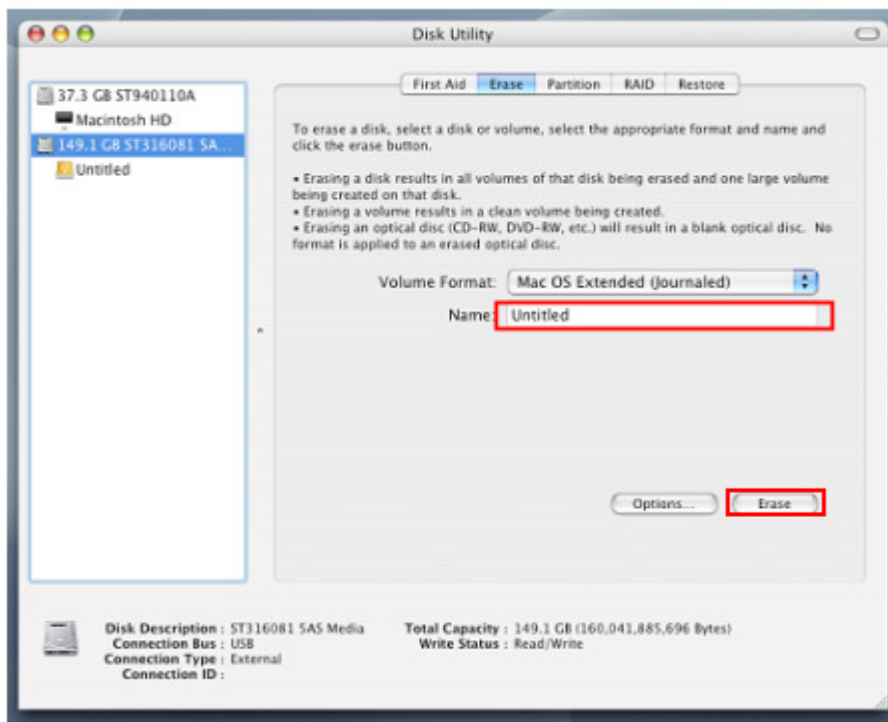 Disk Utility
37.3 GB ST940110A
Macintosh HD
149.1 GB ST316081 5A...
Untitled
First Aid Erase Partition RAID Restore
To erase a disk, select a disk or volume, select the appropriate format and name and
click the erase button.
• Erasing a disk results in all volumes of that disk being erased and one large volume
being created on that disk.
• Erasing a volume results in a clean volume being created.
• Erasing an optical disc (CD-RW, DVD-RW, etc.) will result in a blank optical disc. No
format is applied to an erased optical disc.
Volume Format: Mac OS Extended (Journaled)
Name: Untitled
Options... Erase
Disk Description : ST316081 5AS Media
Connection Bus : USB
Connection Type : External
Connection ID :
Total Capacity : 149.1 GB (160,041,885,696 Bytes)
Write Status : Read/Write